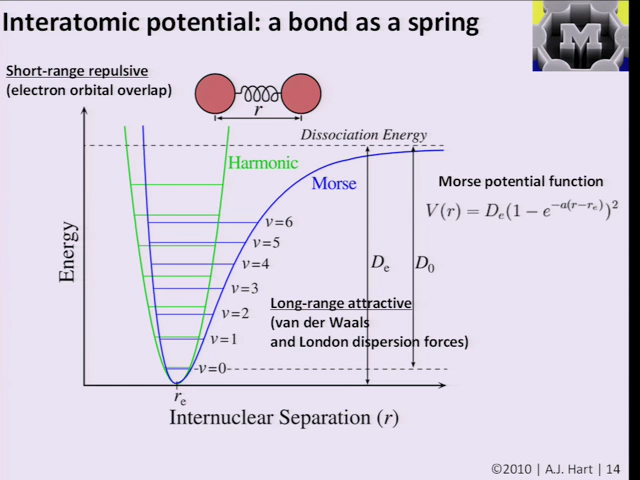 Interatomic potential: a bond as a spring
M
Short-range repulsive
(electron orbital overlap)
r
Dissociation Energy
Harmonic
Morse
Morse potential function
V(r) = Dₑ(1 − e^{−a(r−rₑ)})²
Energy
v=6
v=5
v=4
v=3
v=2
v=1
v=0
Dₑ
D₀
Long-range attractive
(van der Waals
and London dispersion forces)
rₑ
Internuclear Separation (r)
©2010 | A.J. Hart | 14